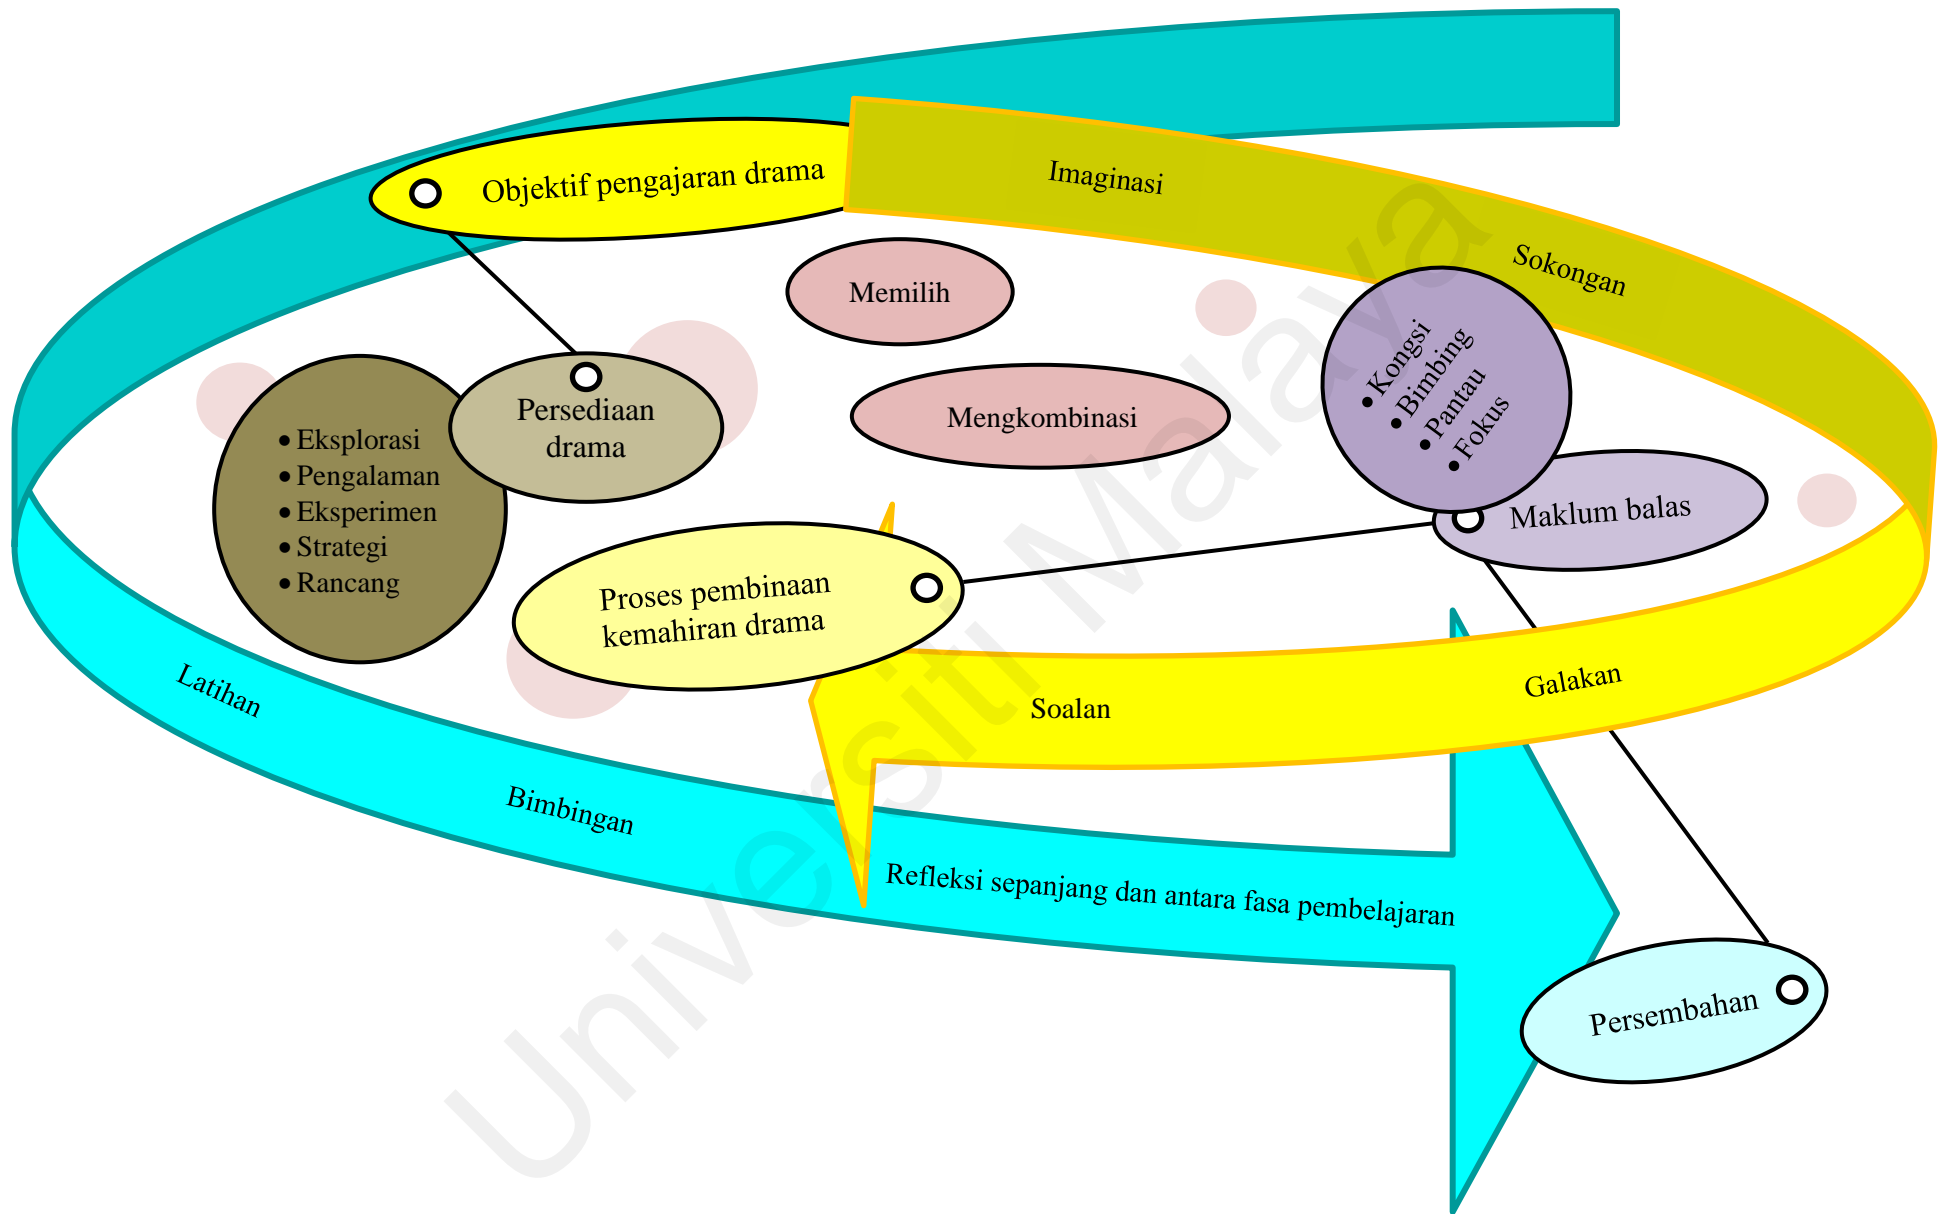 Objektif pengajaran drama
Imaginasi
Sokongan
Memilih
Mengkombinasi
• Kongsi
• Bimbing
• Pantau
• Fokus
Persediaan
drama
• Eksplorasi
• Pengalaman
• Eksperimen
• Strategi
• Rancang
Maklum balas
Proses pembinaan
kemahiran drama
Latihan
Soalan
Galakan
Bimbingan
Refleksi sepanjang dan antara fasa pembelajaran
Persembahan
Universiti Malaya